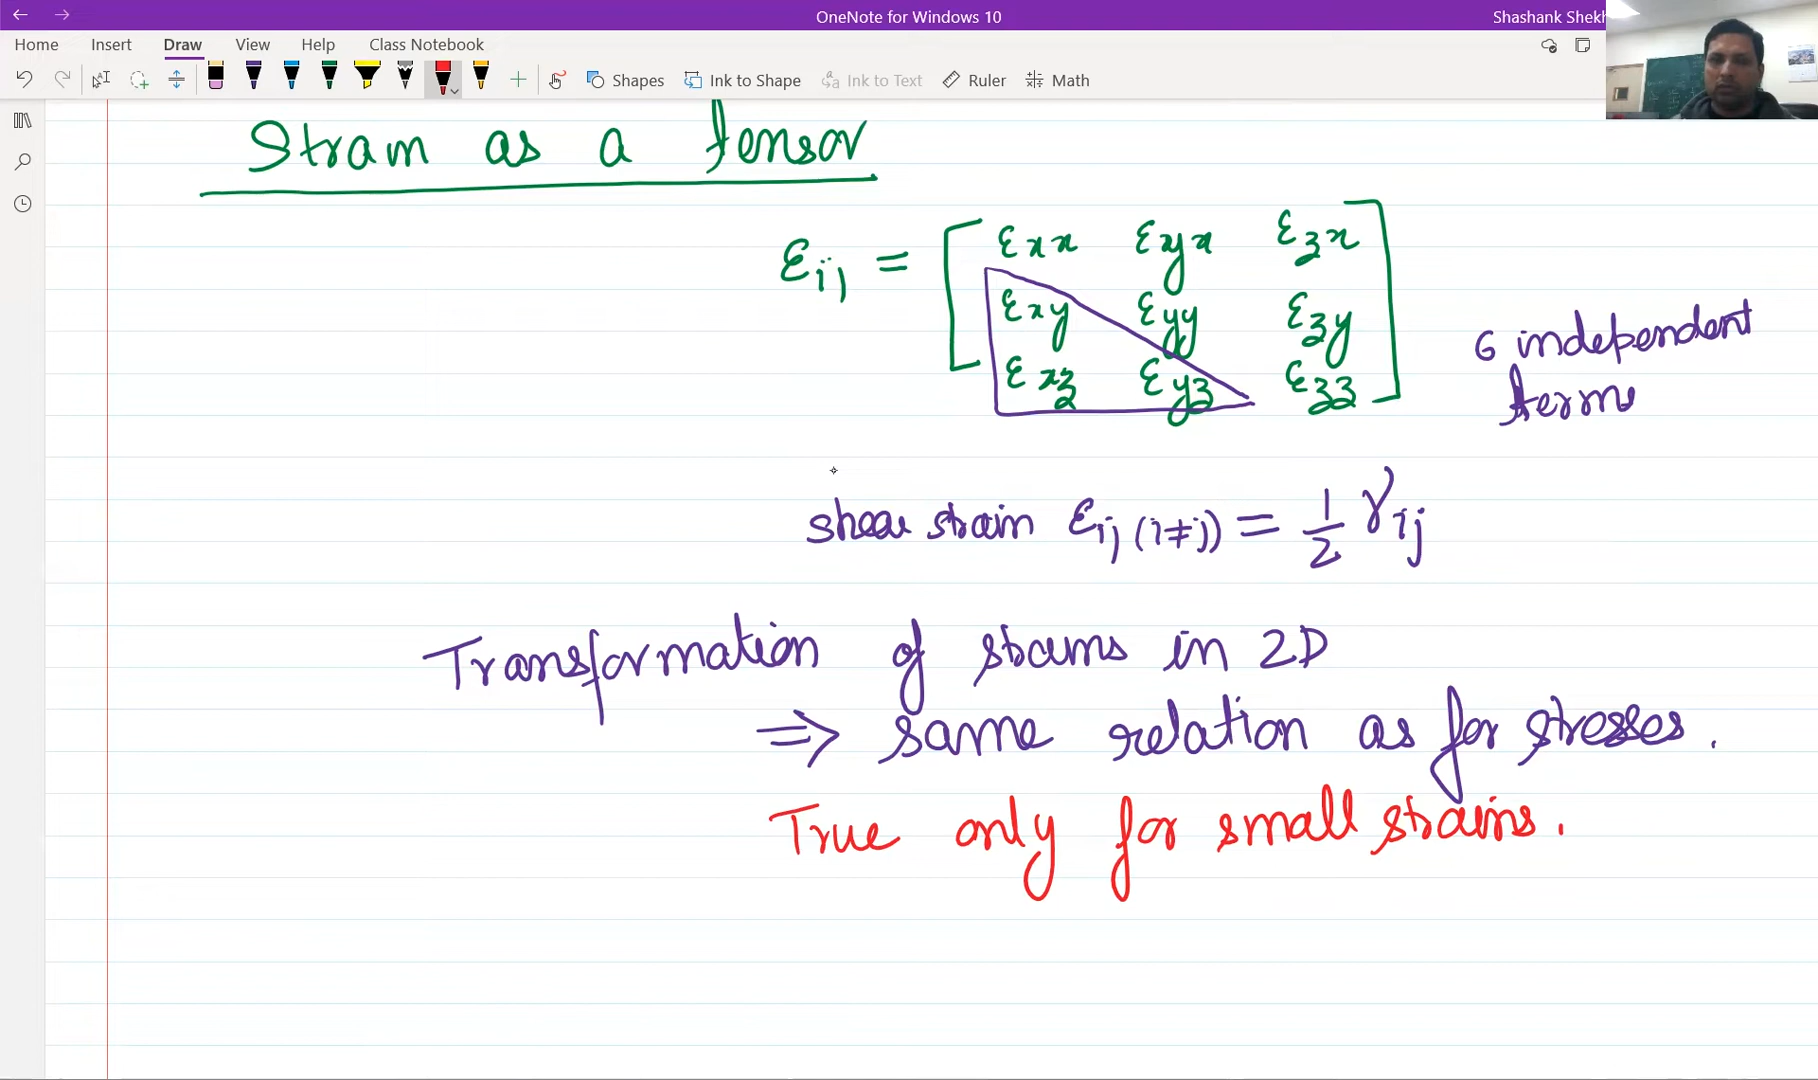 OneNote for Windows 10
Shashank Shekh
Home Insert Draw View Help Class Notebook
Shapes Ink to Shape Ink to Text Ruler Math
Strain as a tensor
εij = [ εxx εyx εzx
εxy εyy εzy
εxz εyz εzz ]
6 independent
terms
shear strain εij (i≠j) = 1/2 γij
Transformation of strains in 2D
⇒ same relation as for stresses.
True only for small strains.